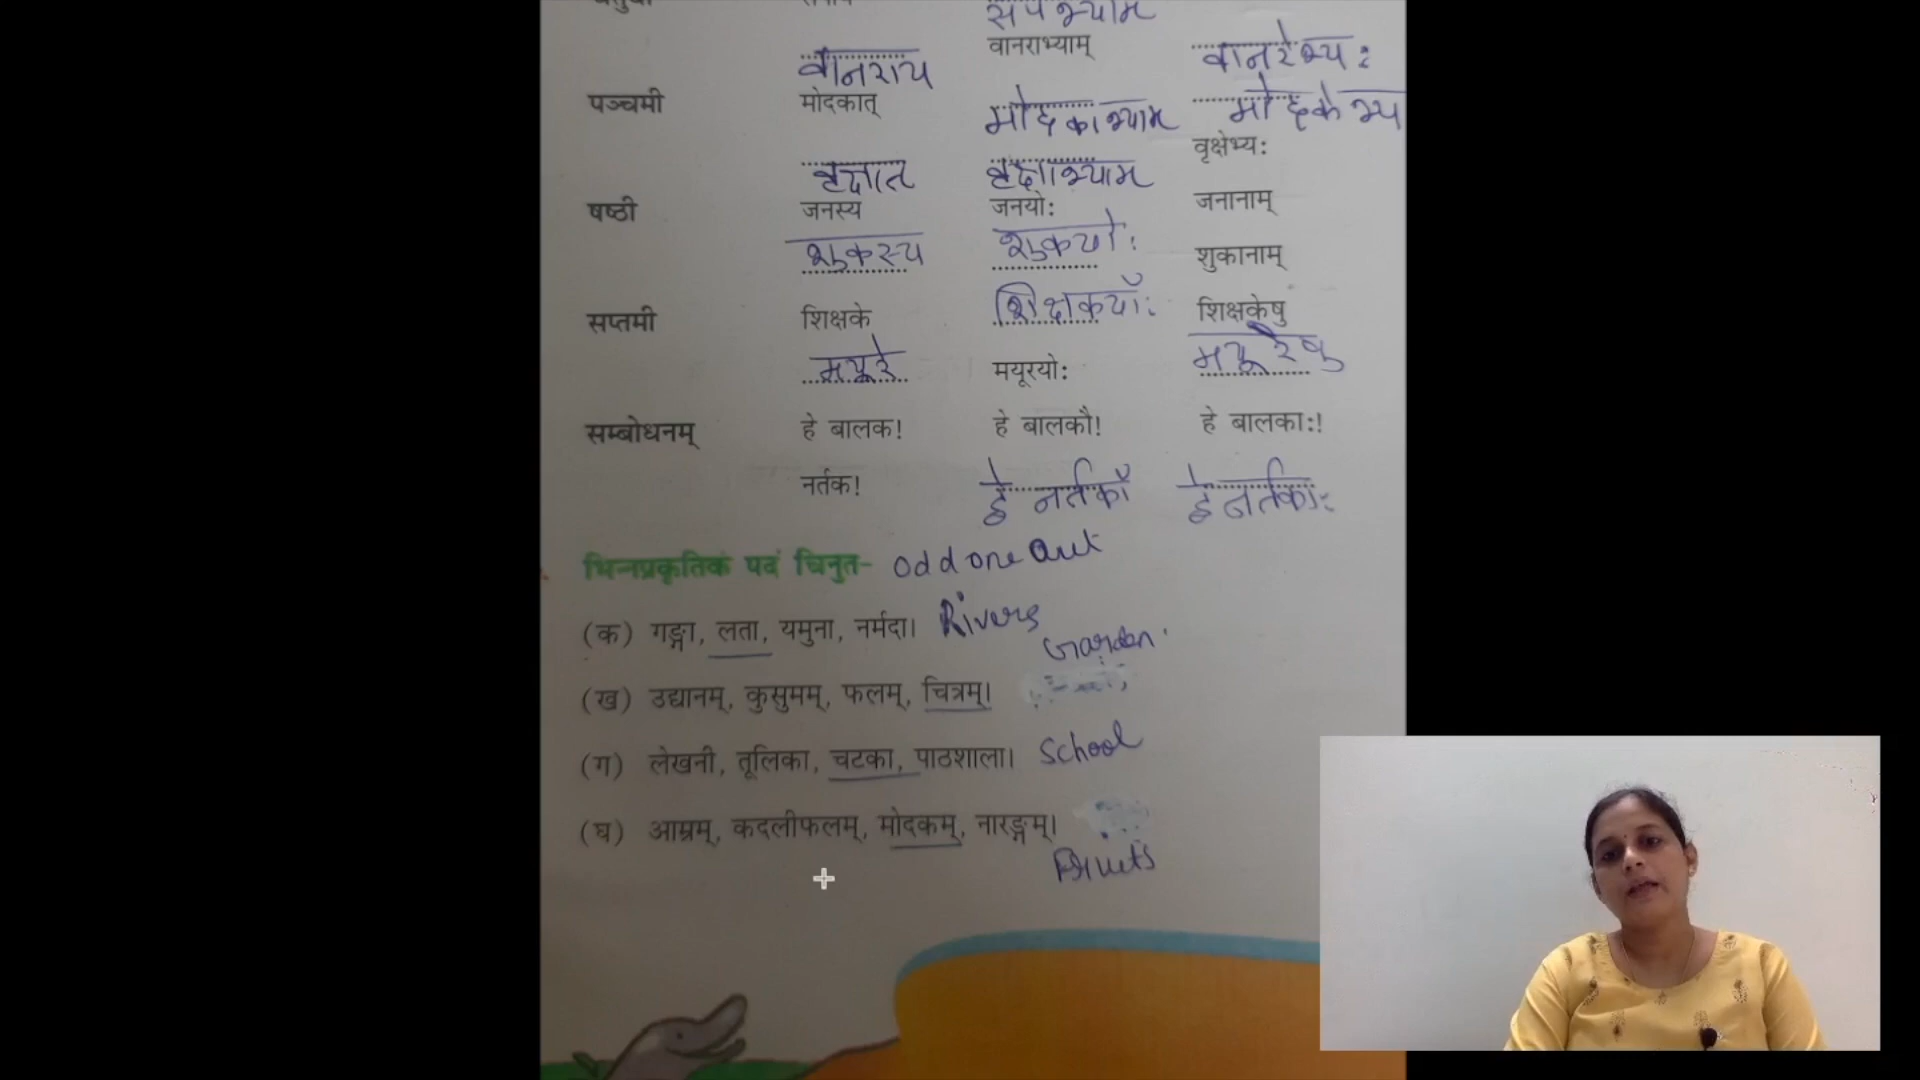 चतुर्थी
सर्पाभ्याम
वानराय वानराभ्याम् वानरेभ्य:
पञ्चमी मोदकात् मोदकाभ्याम मोदकेभ्य
वृक्षात वृक्षाभ्याम वृक्षेभ्य:
षष्ठी जनस्य जनयो: जनानाम्
शुकस्य शुकयो: शुकानाम्
सप्तमी शिक्षके शिक्षकयो: शिक्षकेषु
मयूरे मयूरयो: मयूरेषु
सम्बोधनम् हे बालक! हे बालकौ! हे बालका:!
नर्तक! हे नर्तकौ हे नर्तका:
भिन्नप्रकृतिकं पदं चिनुत- odd one out
(क) गङ्गा, लता, यमुना, नर्मदा। Rivers
Garden.
(ख) उद्यानम्, कुसुमम्, फलम्, चित्रम्।
(ग) लेखनी, तूलिका, चटका, पाठशाला। School
(घ) आम्रम्, कदलीफलम्, मोदकम्, नारङ्गम्।
Fruits